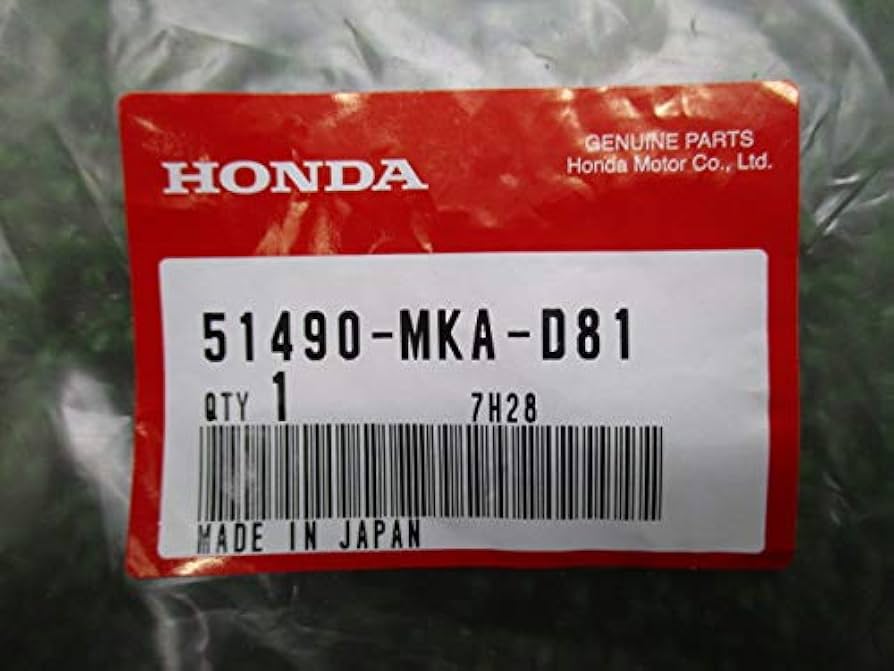 HONDA
GENUINE PARTS
Honda Motor Co., Ltd.
51490-MKA-D81
QTY 1 7H28
MADE IN JAPAN